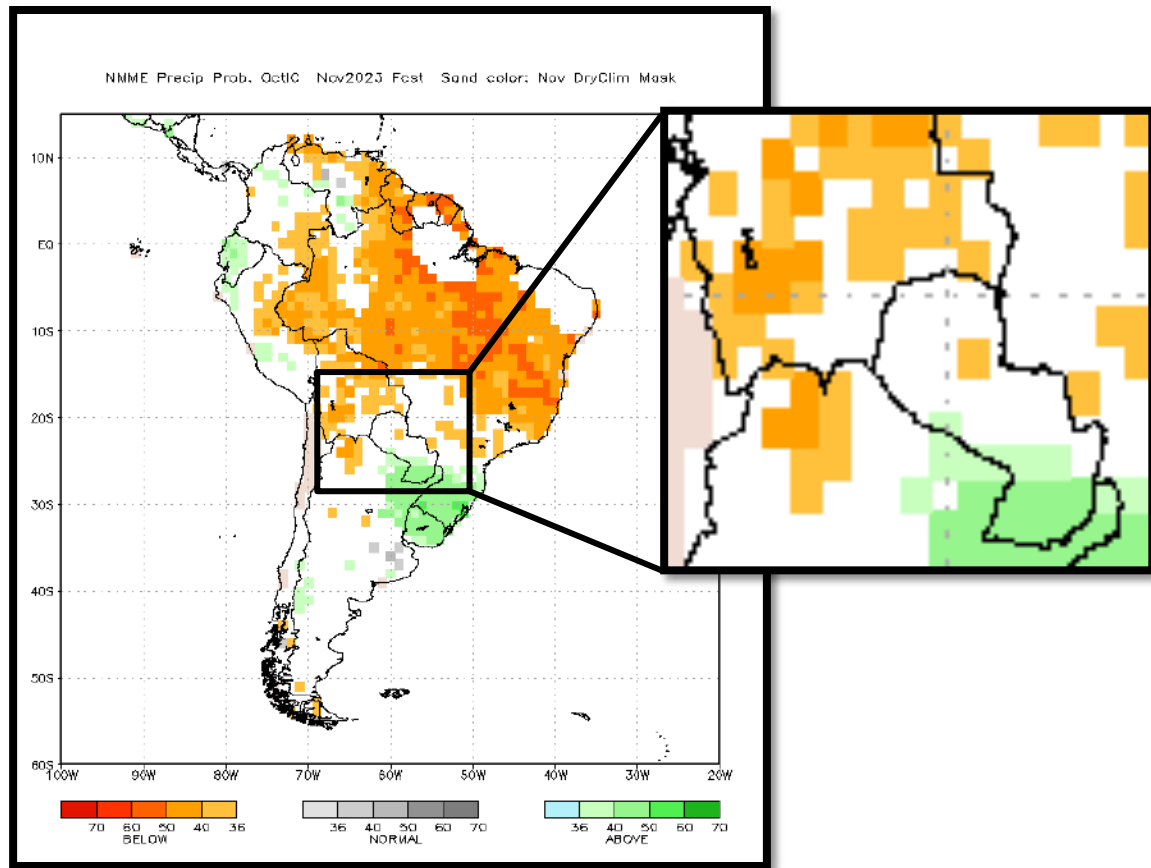 NMME Precip Prob. OctIC Nov2023 Fcst Sand color: Nov DryClim Mask
10N
EQ
10S
20S
30S
40S
50S
60S
100W 90W 80W 70W 60W 50W 40W 30W 20W
70 60 50 40 36 36 40 50 60 70 36 40 50 60 70
BELOW NORMAL ABOVE